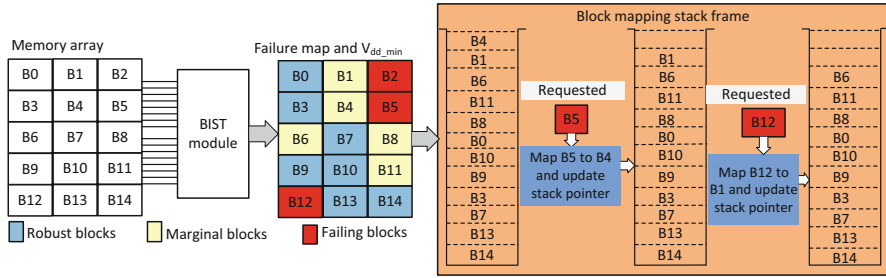 Memory array
B0 B1 B2
B3 B4 B5
B6 B7 B8
B9 B10 B11
B12 B13 B14
BIST
module
Failure map and Vdd_min
B0 B1 B2
B3 B4 B5
B6 B7 B8
B9 B10 B11
B12 B13 B14
Robust blocks
Marginal blocks
Failing blocks
Block mapping stack frame
B4
B1
B6
B11
B8
B0
B10
B9
B3
B7
B13
B14
Requested
B5
Map B5 to B4
and update
stack pointer
B1
B6
B11
B8
B0
B10
B9
B3
B7
B13
B14
Requested
B12
Map B12 to
B1 and update
stack pointer
B6
B11
B8
B0
B10
B9
B3
B7
B13
B14